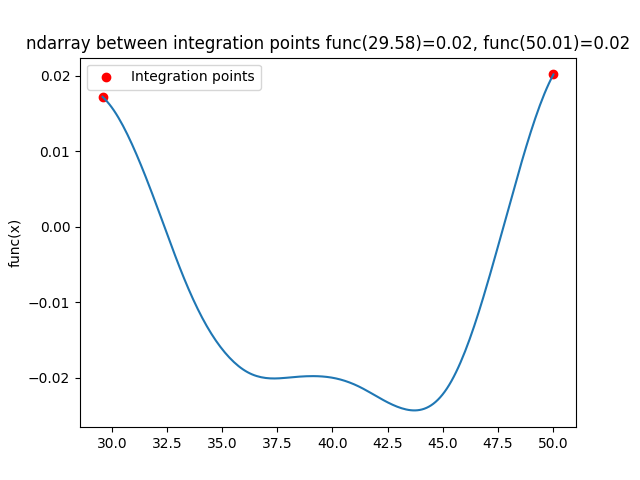 ndarray between integration points func(29.58)=0.02, func(50.01)=0.02
Integration points
func(x)
0.02
0.01
0.00
−0.01
−0.02
30.0 32.5 35.0 37.5 40.0 42.5 45.0 47.5 50.0